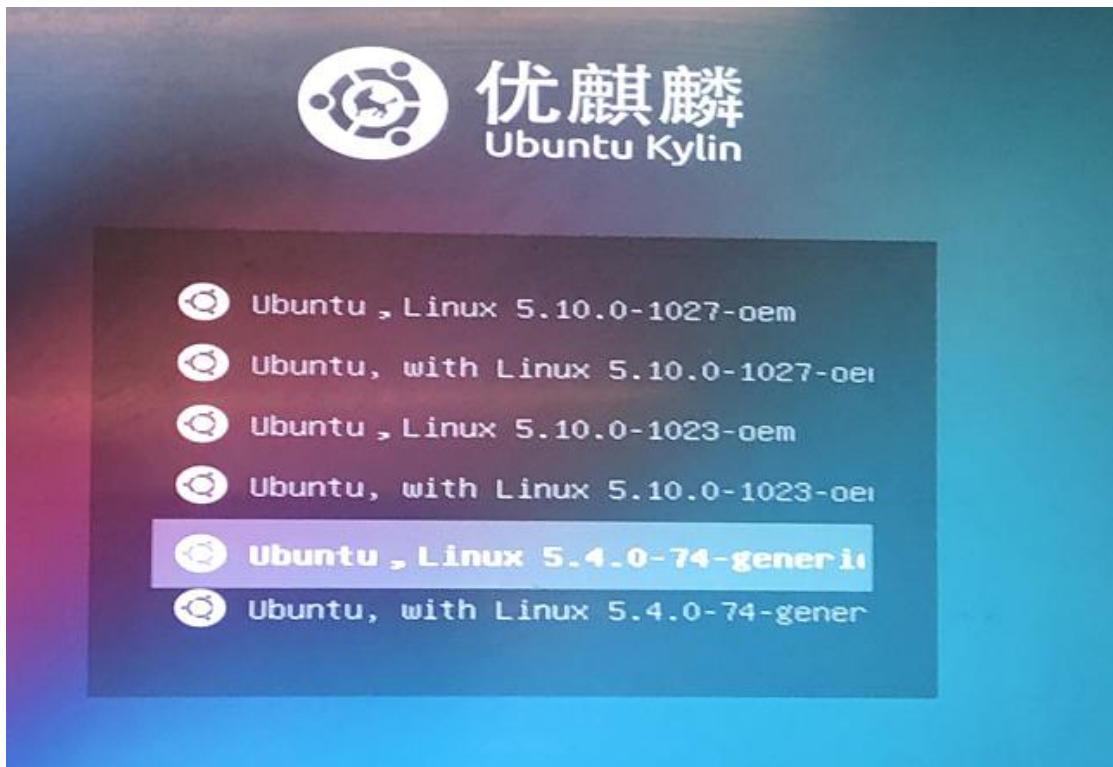 优麒麟
Ubuntu Kylin
Ubuntu，Linux 5.10.0-1027-oem
Ubuntu, with Linux 5.10.0-1027-oe
Ubuntu，Linux 5.10.0-1023-oem
Ubuntu, with Linux 5.10.0-1023-oe
Ubuntu，Linux 5.4.0-74-generic
Ubuntu, with Linux 5.4.0-74-gener